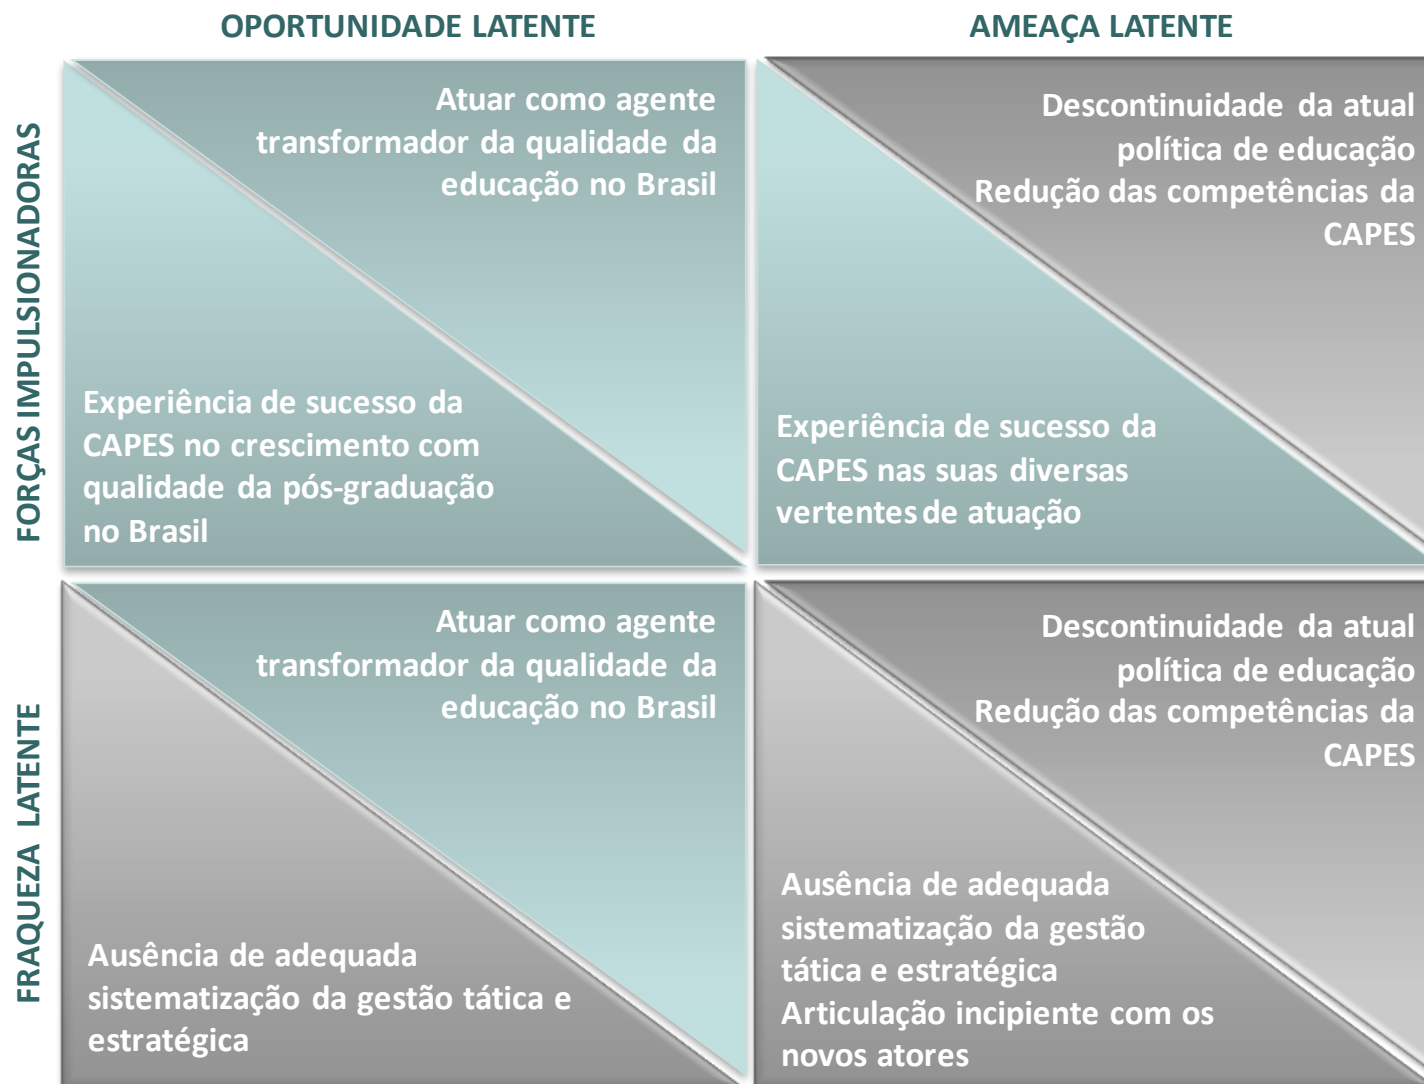 OPORTUNIDADE LATENTE
AMEAÇA LATENTE
FORÇAS IMPULSIONADORAS
Atuar como agente
transformador da qualidade da
educação no Brasil
Experiência de sucesso da
CAPES no crescimento com
qualidade da pós-graduação
no Brasil
Descontinuidade da atual
política de educação
Redução das competências da
CAPES
Experiência de sucesso da
CAPES nas suas diversas
vertentes de atuação
FRAQUEZA LATENTE
Atuar como agente
transformador da qualidade da
educação no Brasil
Ausência de adequada
sistematização da gestão tática e
estratégica
Descontinuidade da atual
política de educação
Redução das competências da
CAPES
Ausência de adequada
sistematização da gestão
tática e estratégica
Articulação incipiente com os
novos atores